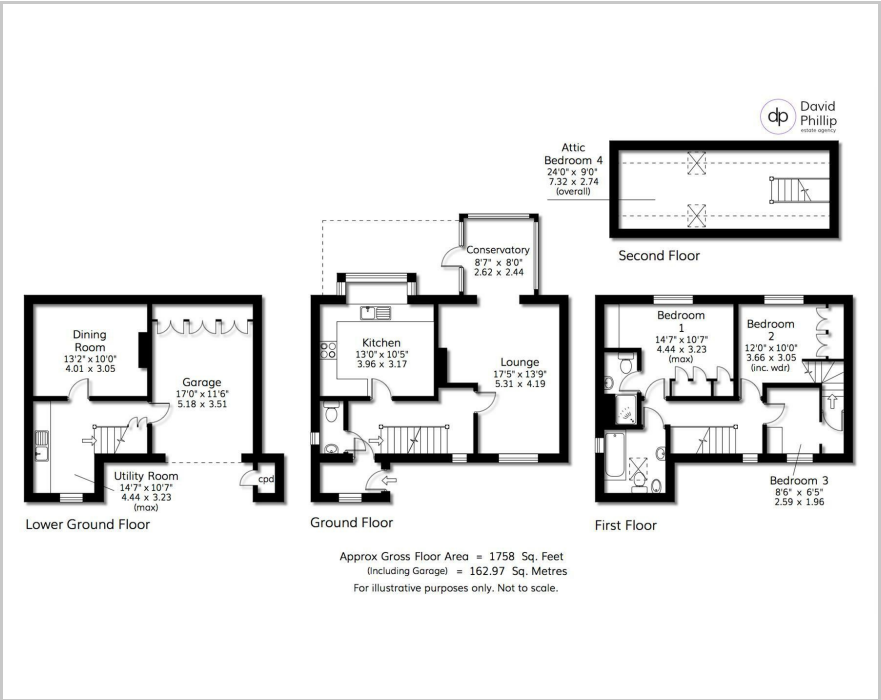 dp
David
Phillip
estate agency
Attic
Bedroom 4
24'0" x 9'0"
7.32 x 2.74
(overall)
Second Floor
Dining
Room
13'2" x 10'0"
4.01 x 3.05
Garage
17'0" x 11'6"
5.18 x 3.51
Utility Room
14'7" x 10'7"
4.44 x 3.23
(max)
cpd
Lower Ground Floor
Conservatory
8'7" x 8'0"
2.62 x 2.44
Kitchen
13'0" x 10'5"
3.96 x 3.17
Lounge
17'5" x 13'9"
5.31 x 4.19
Ground Floor
Bedroom
1
14'7" x 10'7"
4.44 x 3.23
(max)
Bedroom
2
12'0" x 10'0"
3.66 x 3.05
(inc. wdr)
Bedroom 3
8'6" x 6'5"
2.59 x 1.96
First Floor
Approx Gross Floor Area = 1758 Sq. Feet
(Including Garage) = 162.97 Sq. Metres
For illustrative purposes only. Not to scale.